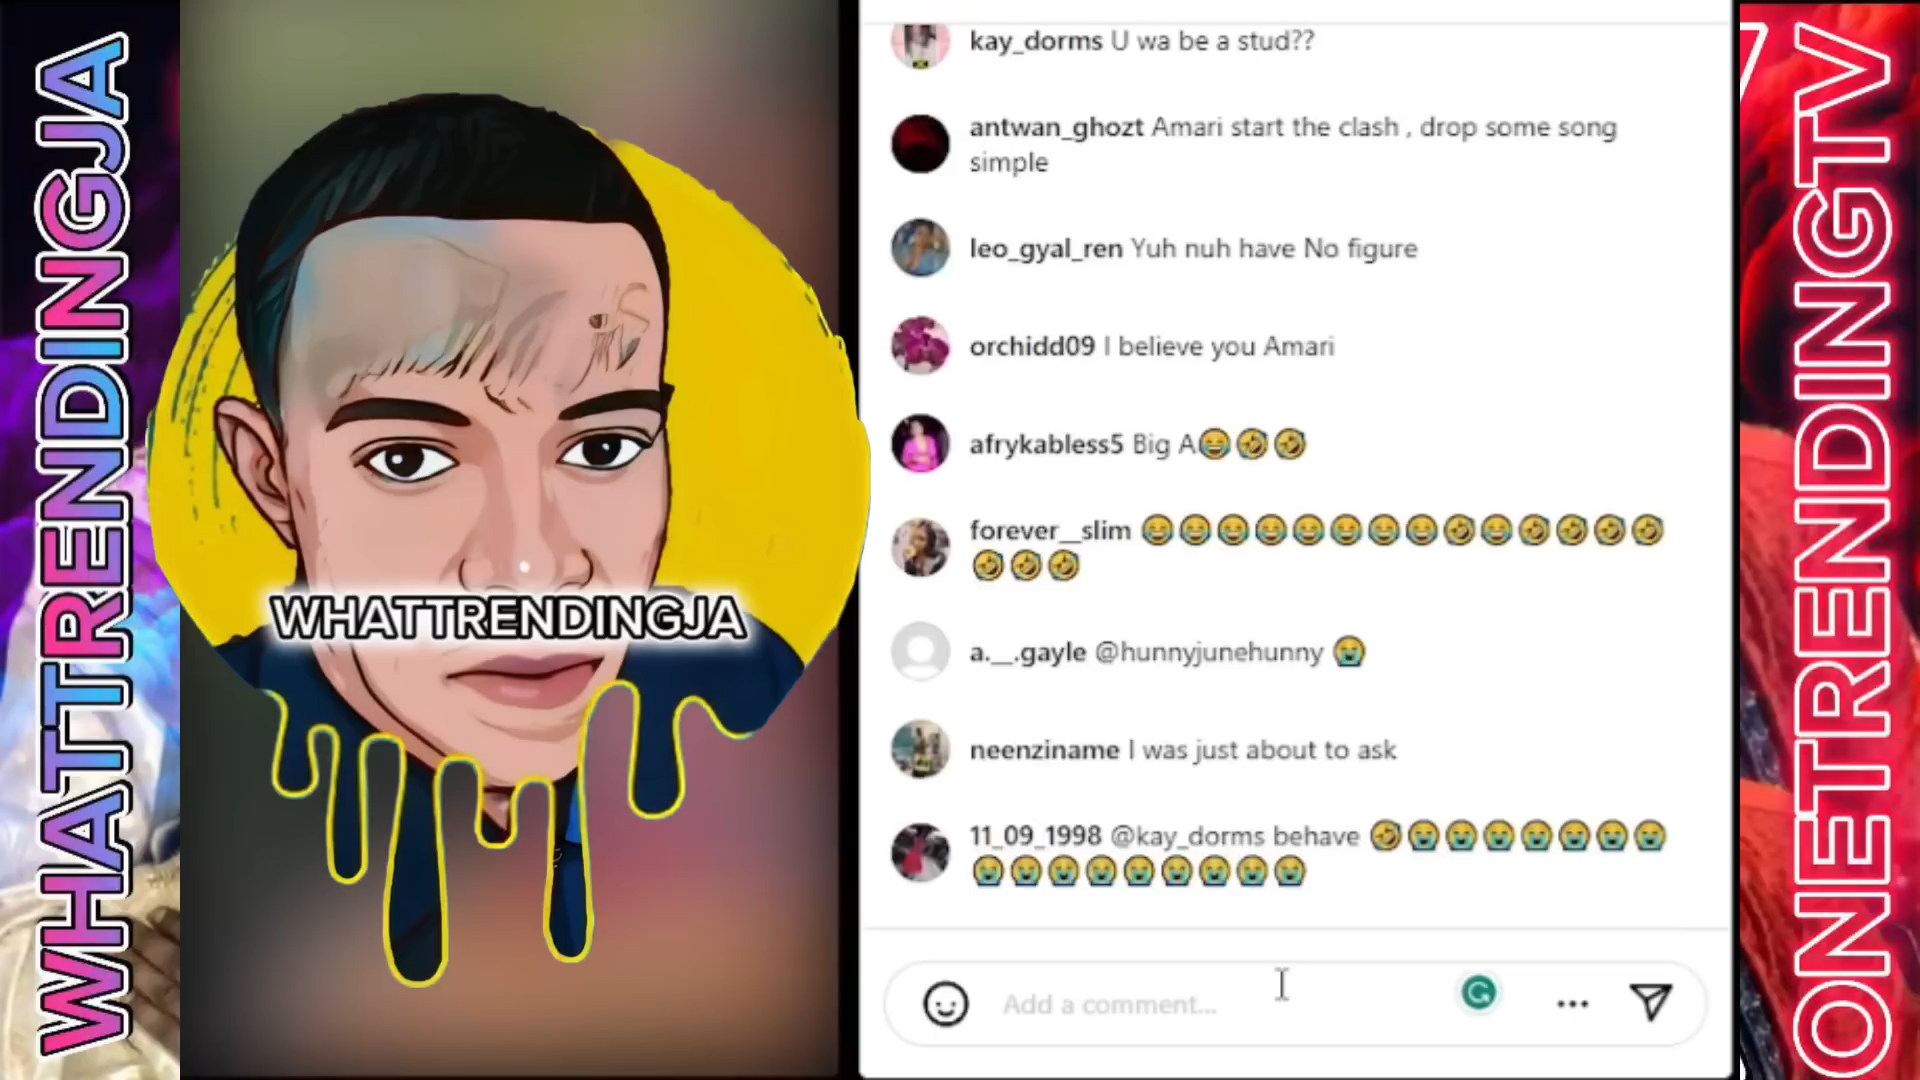 WHATTRENDINGJA
WHATTRENDINGJA
kay_dorms U wa be a stud??
antwan_ghozt Amari start the clash , drop some song
simple
leo_gyal_ren Yuh nuh have No figure
orchidd09 I believe you Amari
afrykabless5 Big A😂🤣🤣
forever__slim 😂😂😂😂😂😂😂😂🤣😂🤣🤣🤣🤣
🤣🤣🤣
a.__.gayle @hunnyjunehunny 😭
neenziname I was just about to ask
11_09_1998 @kay_dorms behave 🤣😭😭😭😭😭😭😭
😭😭😭😭😭😭😭😭😭
Add a comment...
ONETRENDINGTV